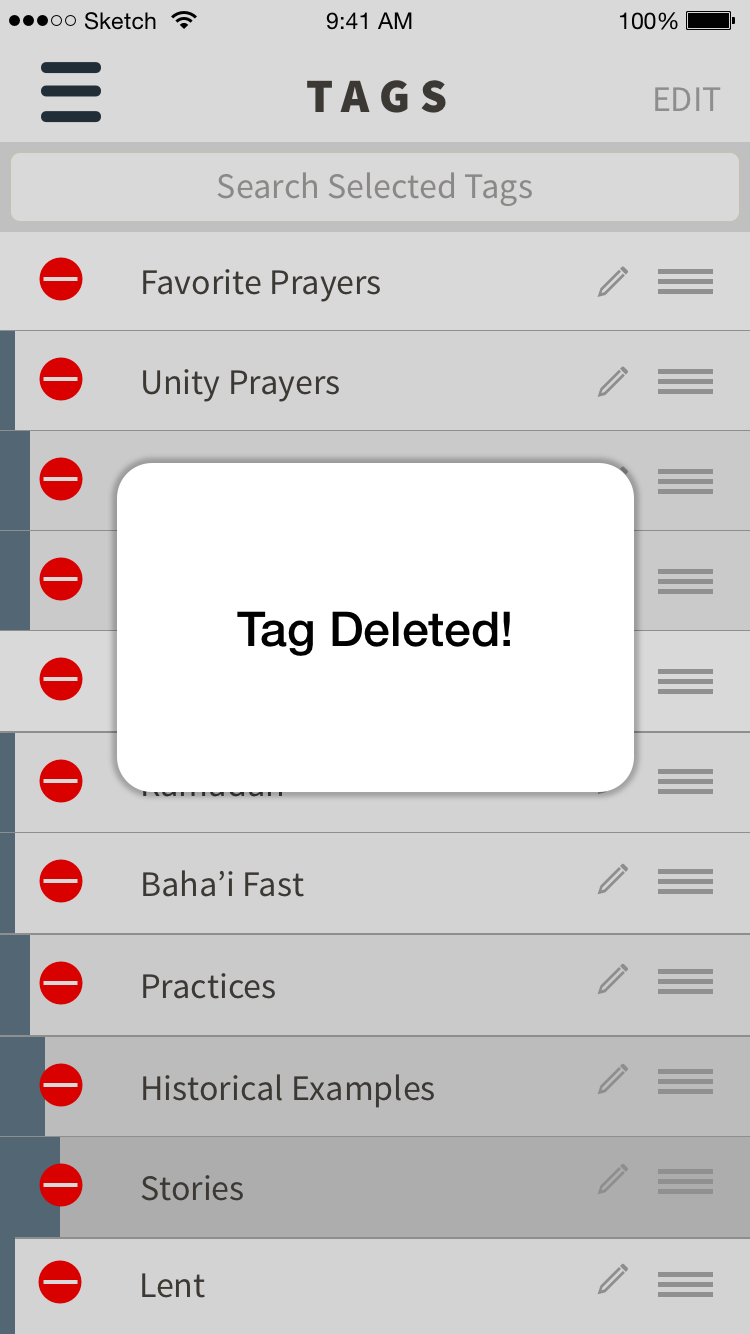 Sketch 9:41 AM 100%
TAGS EDIT
Search Selected Tags
Favorite Prayers
Unity Prayers
Tag Deleted!
Baha’i Fast
Practices
Historical Examples
Stories
Lent